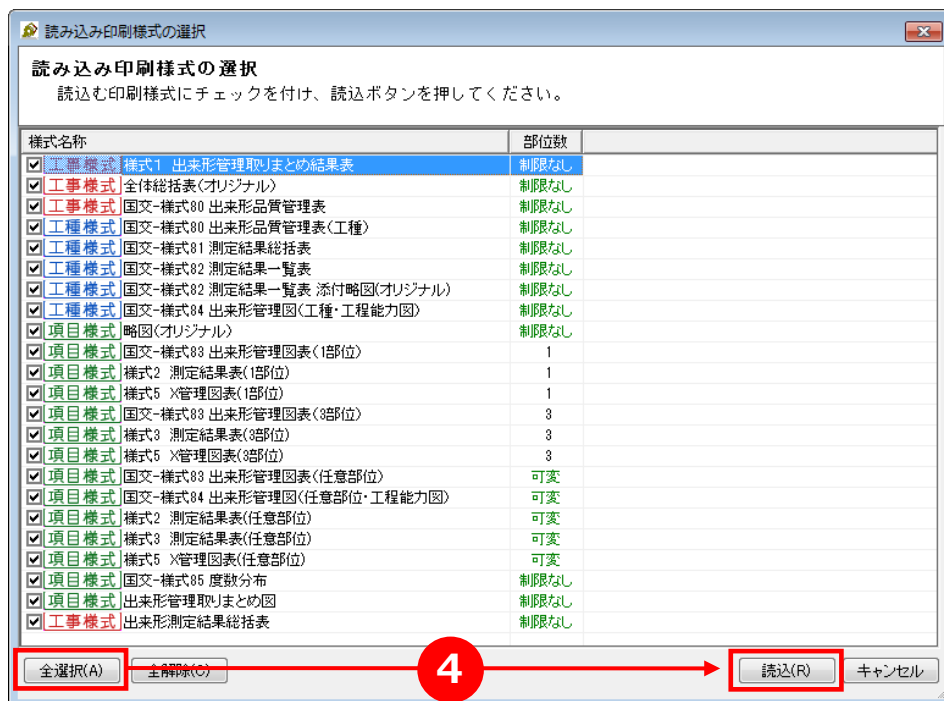 読み込み印刷様式の選択
読み込み印刷様式の選択
読込む印刷様式にチェックを付け、読込ボタンを押してください。
様式名称 部位数
工事様式 様式1 出来形管理取りまとめ結果表 制限なし
工事様式 全体総括表(オリジナル) 制限なし
工事様式 国交-様式80 出来形品質管理表 制限なし
工種様式 国交-様式80 出来形品質管理表(工種) 制限なし
工種様式 国交-様式81 測定結果総括表 制限なし
工種様式 国交-様式82 測定結果一覧表 制限なし
工種様式 国交-様式82 測定結果一覧表 添付略図(オリジナル) 制限なし
工種様式 国交-様式84 出来形管理図(工種・工程能力図) 制限なし
項目様式 略図(オリジナル) 制限なし
項目様式 国交-様式83 出来形管理図表(1部位) 1
項目様式 様式2 測定結果表(1部位) 1
項目様式 様式5 X管理図表(1部位) 1
項目様式 国交-様式83 出来形管理図表(3部位) 3
項目様式 様式3 測定結果表(3部位) 3
項目様式 様式5 X管理図表(3部位) 3
項目様式 国交-様式83 出来形管理図表(任意部位) 可変
項目様式 国交-様式84 出来形管理図(任意部位・工程能力図) 可変
項目様式 様式2 測定結果表(任意部位) 可変
項目様式 様式3 測定結果表(任意部位) 可変
項目様式 様式5 X管理図表(任意部位) 可変
項目様式 国交-様式85 度数分布 制限なし
項目様式 出来形管理取りまとめ図 制限なし
工事様式 出来形測定結果総括表 制限なし
全選択(A) 全解除(C) 4 読込(R) キャンセル